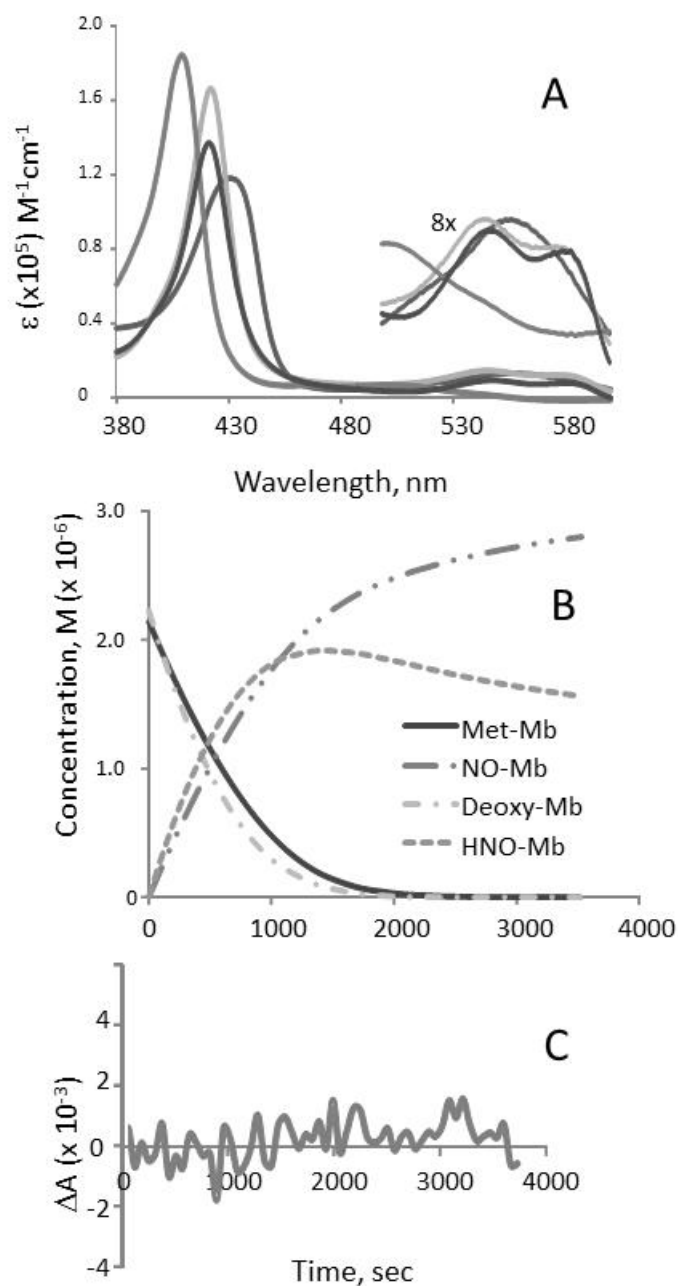 A
ε (x10⁵) M⁻¹cm⁻¹
2.0
1.6
1.2
0.8
0.4
0
8x
380 430 480 530 580
Wavelength, nm
B
Concentration, M (x 10⁻⁶)
3.0
2.0
1.0
0
Met-Mb
NO-Mb
Deoxy-Mb
HNO-Mb
0 1000 2000 3000 4000
C
ΔA (x 10⁻³)
4
2
0
-2
-4
0 1000 2000 3000 4000
Time, sec